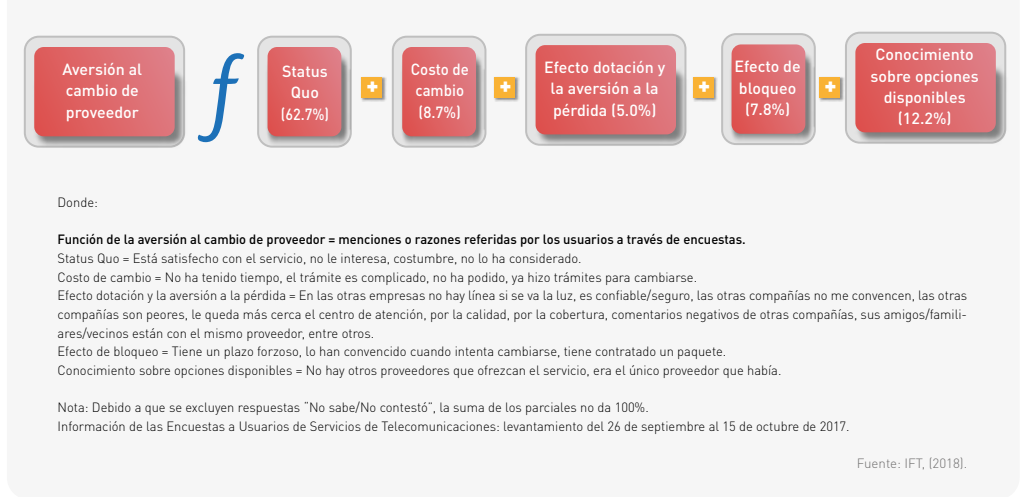 Aversión al
cambio de
proveedor
f
Status
Quo
(62.7%)
+
Costo de
cambio
(8.7%)
+
Efecto dotación y
la aversión a la
pérdida (5.0%)
+
Efecto de
bloqueo
(7.8%)
+
Conocimiento
sobre opciones
disponibles
(12.2%)
Donde:
Función de la aversión al cambio de proveedor = menciones o razones referidas por los usuarios a través de encuestas.
Status Quo = Está satisfecho con el servicio, no le interesa, costumbre, no lo ha considerado.
Costo de cambio = No ha tenido tiempo, el trámite es complicado, no ha podido, ya hizo trámites para cambiarse.
Efecto dotación y la aversión a la pérdida = En las otras empresas no hay línea si se va la luz, es confiable/seguro, las otras compañías no me convencen, las otras
compañías son peores, le queda más cerca el centro de atención, por la calidad, por la cobertura, comentarios negativos de otras compañías, sus amigos/famili-
ares/vecinos están con el mismo proveedor, entre otros.
Efecto de bloqueo = Tiene un plazo forzoso, lo han convencido cuando intenta cambiarse, tiene contratado un paquete.
Conocimiento sobre opciones disponibles = No hay otros proveedores que ofrezcan el servicio, era el único proveedor que había.
Nota: Debido a que se excluyen respuestas “No sabe/No contestó”, la suma de los parciales no da 100%.
Información de las Encuestas a Usuarios de Servicios de Telecomunicaciones: levantamiento del 26 de septiembre al 15 de octubre de 2017.
Fuente: IFT, (2018).